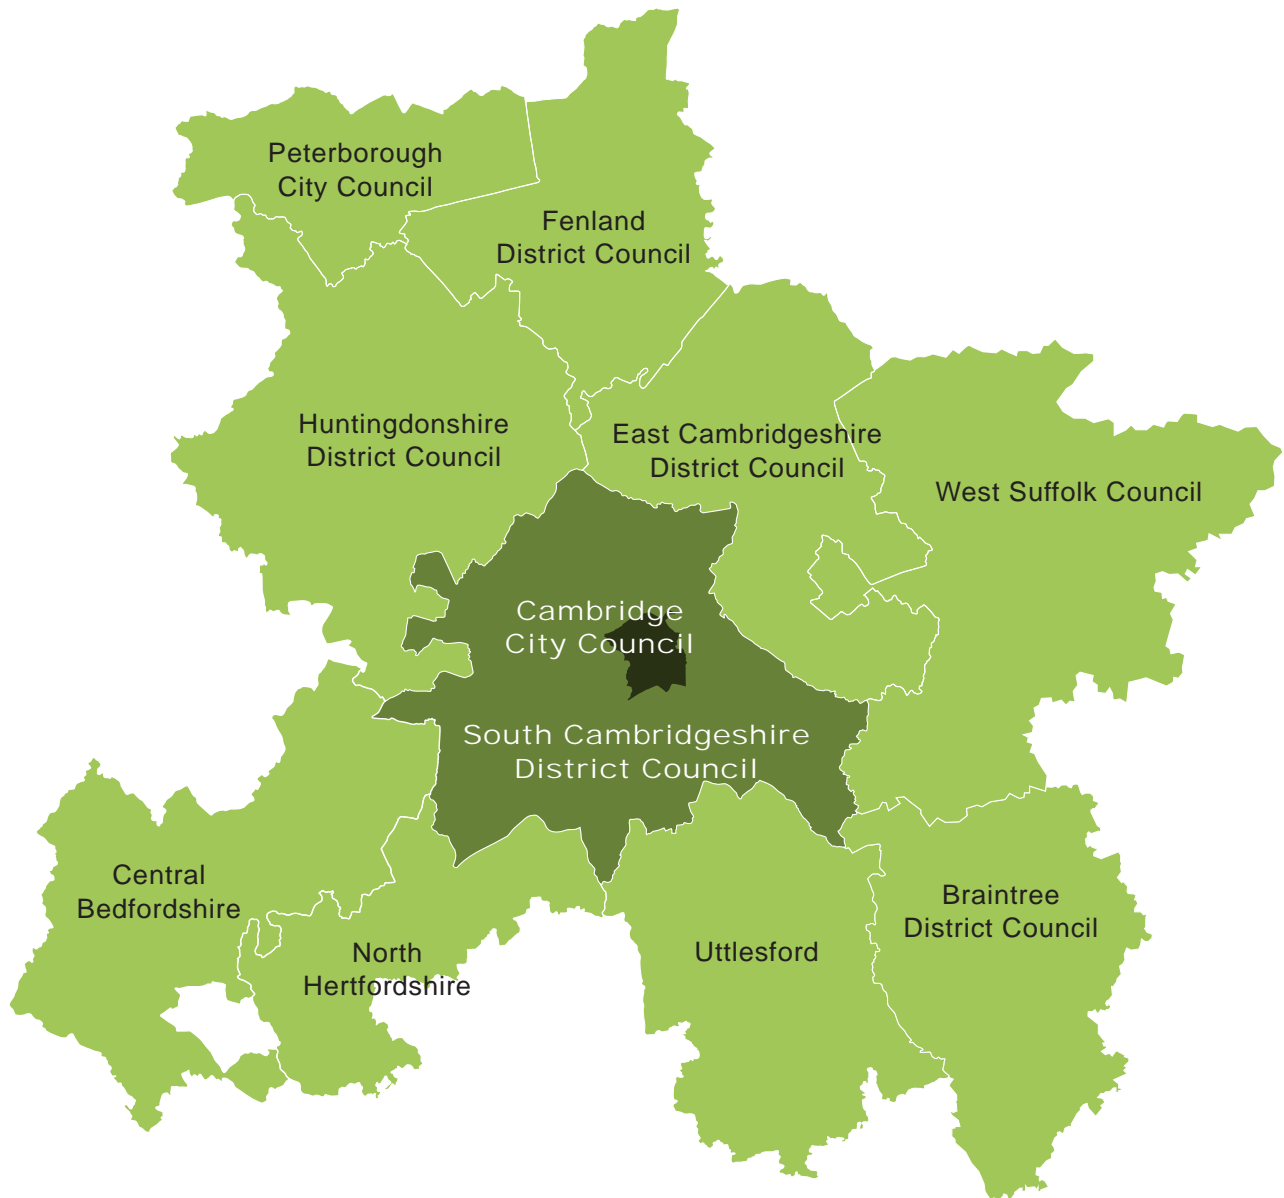 Peterborough
City Council
Fenland
District Council
Huntingdonshire
District Council
East Cambridgeshire
District Council
West Suffolk Council
Cambridge
City Council
South Cambridgeshire
District Council
Central
Bedfordshire
North
Hertfordshire
Uttlesford
Braintree
District Council